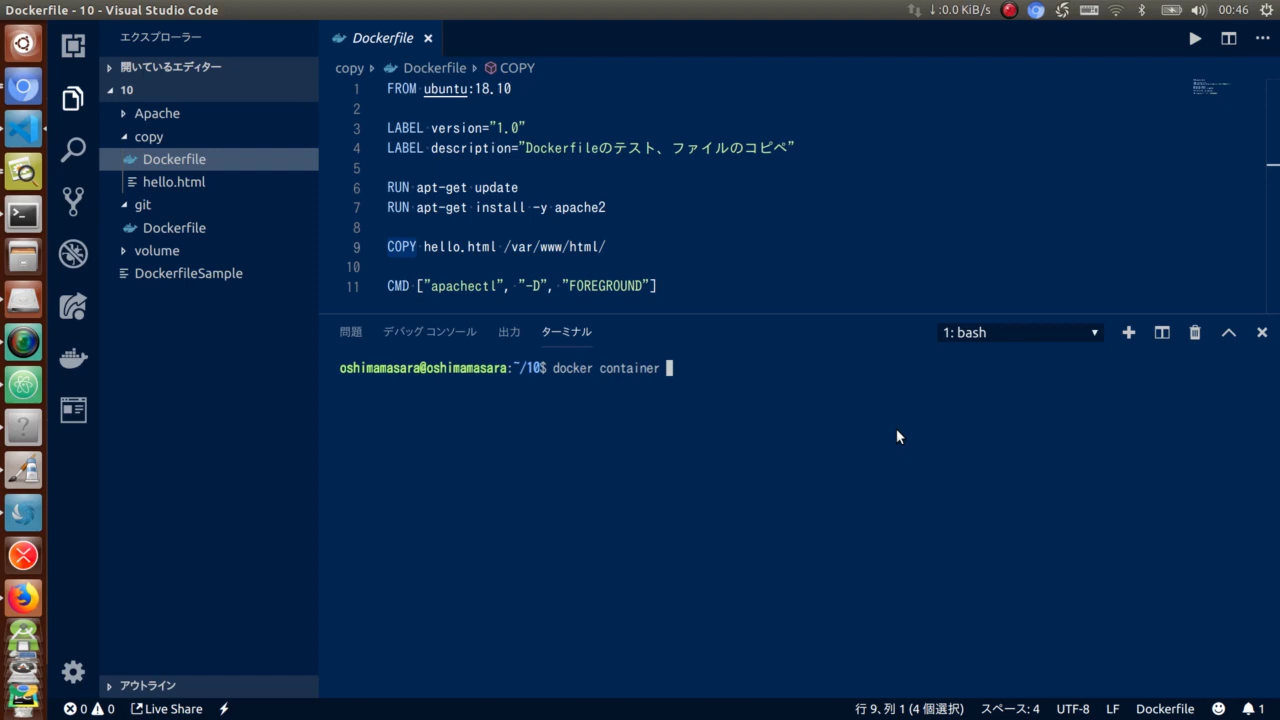 Dockerfile - 10 - Visual Studio Code
↓:0.0 KiB/s
00:46
エクスプローラー
開いているエディター
10
Apache
copy
Dockerfile
hello.html
git
Dockerfile
volume
DockerfileSample
アウトライン
Dockerfile
copy Dockerfile COPY
1 FROM ubuntu:18.10
2
3 LABEL version="1.0"
4 LABEL description="Dockerfileのテスト、ファイルのコピペ"
5
6 RUN apt-get update
7 RUN apt-get install -y apache2
8
9 COPY hello.html /var/www/html/
10
11 CMD ["apachectl", "-D", "FOREGROUND"]
問題 デバッグ コンソール 出力 ターミナル
1: bash
oshimamasara@oshimamasara:~/10$ docker container
0 0 Live Share
行 9、列 1 (4 個選択) スペース: 4 UTF-8 LF Dockerfile 1